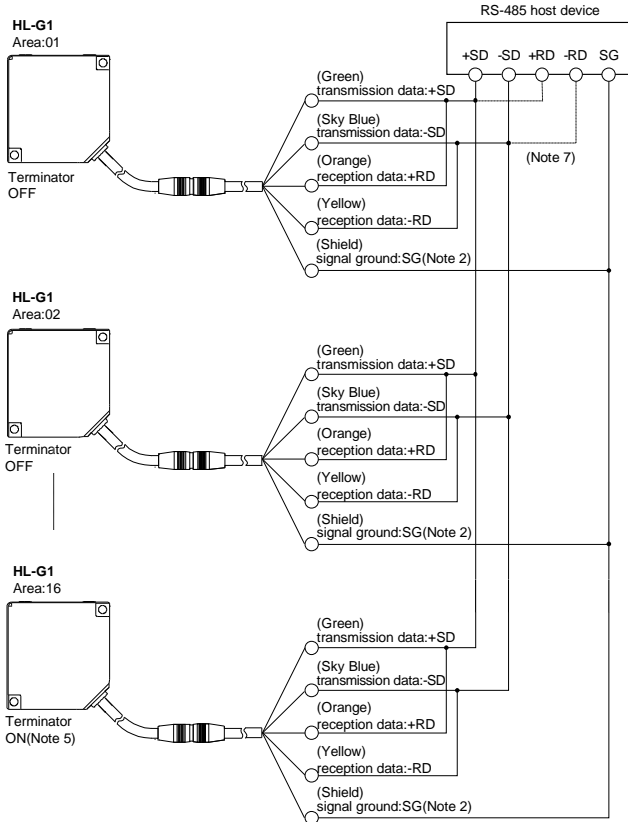 RS-485 host device
+SD -SD +RD -RD SG
HL-G1
Area:01
(Green)
transmission data:+SD
(Sky Blue)
transmission data:-SD
(Orange)
reception data:+RD
(Yellow)
reception data:-RD
(Shield)
signal ground:SG(Note 2)
Terminator
OFF
(Note 7)
HL-G1
Area:02
(Green)
transmission data:+SD
(Sky Blue)
transmission data:-SD
(Orange)
reception data:+RD
(Yellow)
reception data:-RD
(Shield)
signal ground:SG(Note 2)
Terminator
OFF
HL-G1
Area:16
(Green)
transmission data:+SD
(Sky Blue)
transmission data:-SD
(Orange)
reception data:+RD
(Yellow)
reception data:-RD
(Shield)
signal ground:SG(Note 2)
Terminator
ON(Note 5)